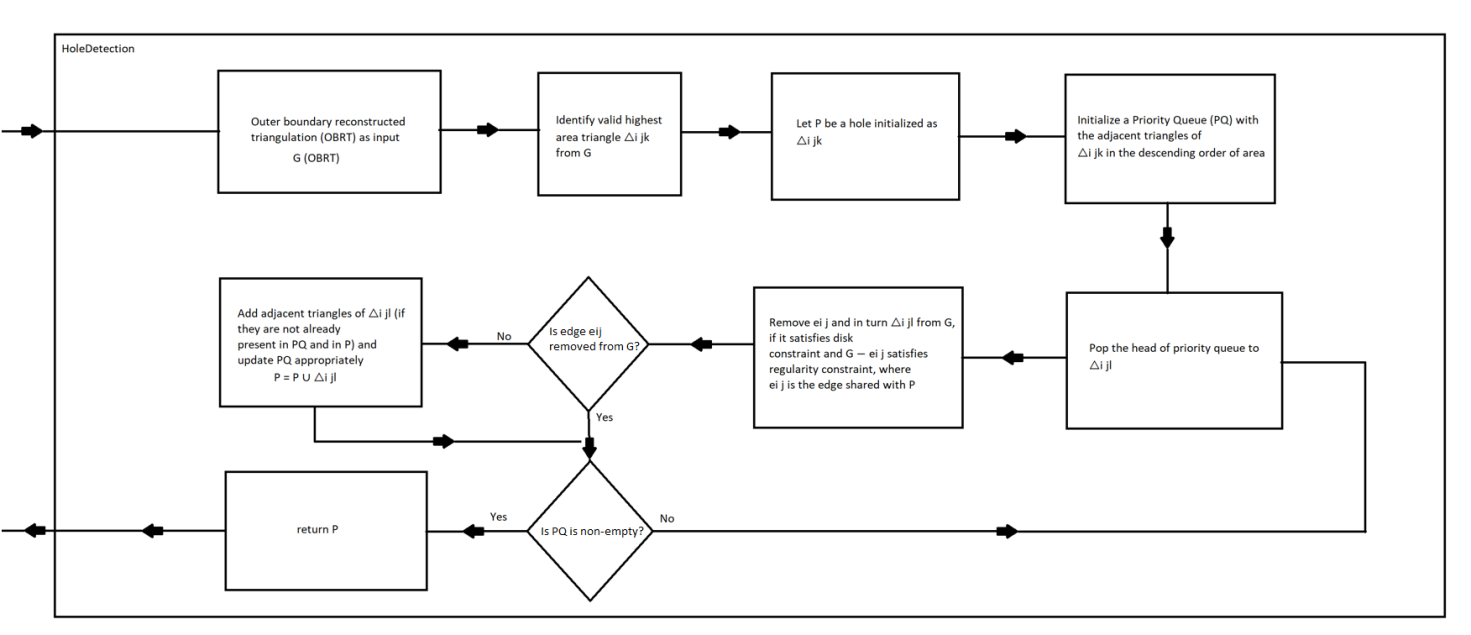 HoleDetection
Outer boundary reconstructed
triangulation (OBRT) as input
G (OBRT)
Identify valid highest
area triangle △i jk
from G
Let P be a hole initialized as
△i jk
Initialize a Priority Queue (PQ) with
the adjacent triangles of
△i jk in the descending order of area
Add adjacent triangles of △i jl (if
they are not already
present in PQ and in P) and
update PQ appropriately
P = P ∪ △i jl
No
Is edge eij
removed from G?
Yes
Remove ei j and in turn △i jl from G,
if it satisfies disk
constraint and G − ei j satisfies
regularity constraint, where
ei j is the edge shared with P
Pop the head of priority queue to
△i jl
return P
Yes
Is PQ is non-empty?
No